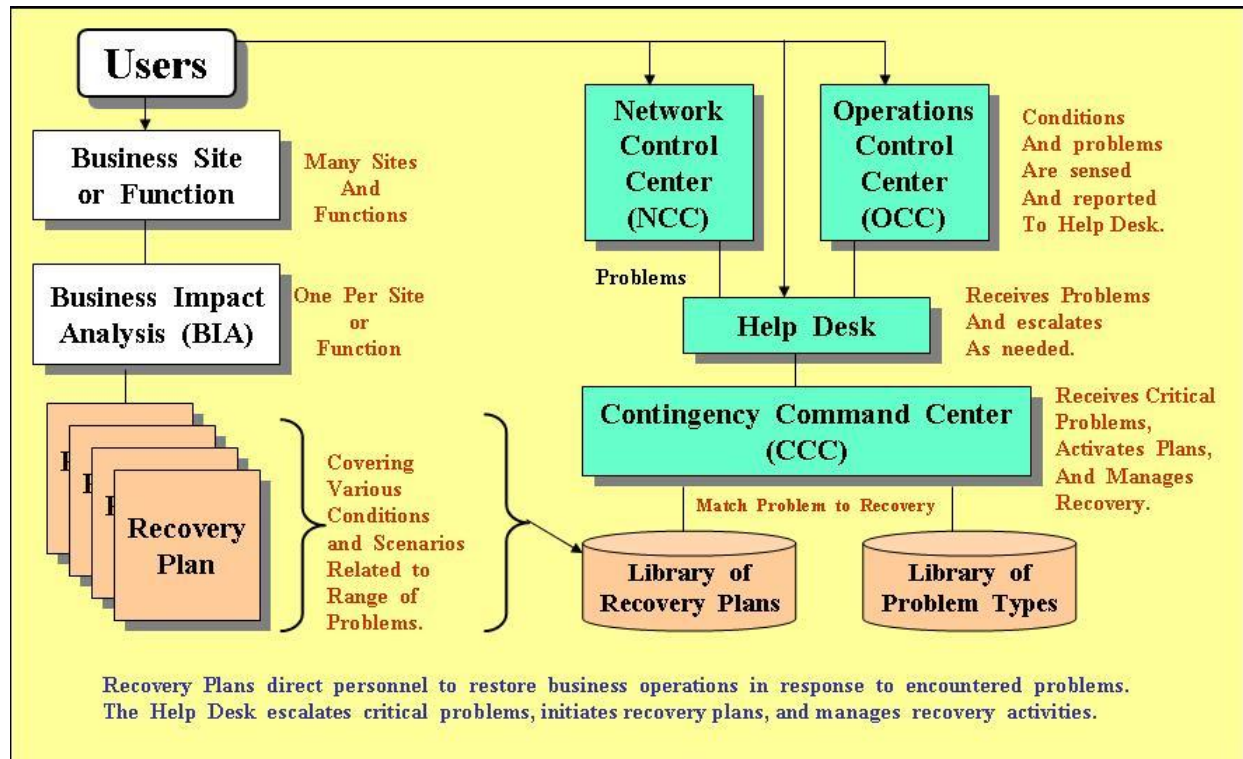 Users
Business Site
or Function
Many Sites
And
Functions
Business Impact
Analysis (BIA)
One Per Site
or
Function
Recovery
Plan
Covering
Various
Conditions
and Scenarios
Related to
Range of
Problems.
Network
Control
Center
(NCC)
Operations
Control
Center
(OCC)
Conditions
And problems
Are sensed
And reported
To Help Desk.
Problems
Help Desk
Receives Problems
And escalates
As needed.
Contingency Command Center
(CCC)
Receives Critical
Problems,
Activates Plans,
And Manages
Recovery.
Match Problem to Recovery
Library of
Recovery Plans
Library of
Problem Types
Recovery Plans direct personnel to restore business operations in response to encountered problems.
The Help Desk escalates critical problems, initiates recovery plans, and manages recovery activities.